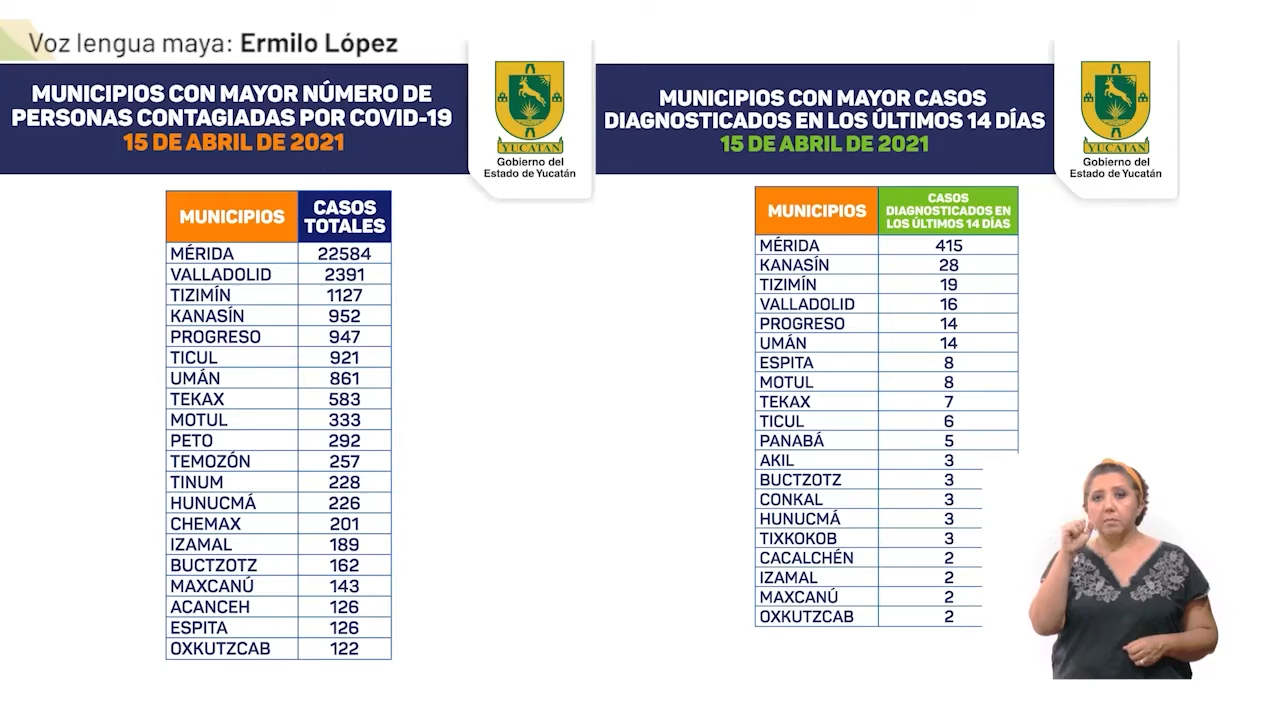 Voz lengua maya: Ermilo López
MUNICIPIOS CON MAYOR NÚMERO DE
PERSONAS CONTAGIADAS POR COVID-19
15 DE ABRIL DE 2021
YUCATÁN
Gobierno del
Estado de Yucatán
MUNICIPIOS CASOS TOTALES
MÉRIDA 22584
VALLADOLID 2391
TIZIMÍN 1127
KANASÍN 952
PROGRESO 947
TICUL 921
UMÁN 861
TEKAX 583
MOTUL 333
PETO 292
TEMOZÓN 257
TINUM 228
HUNUCMÁ 226
CHEMAX 201
IZAMAL 189
BUCTZOTZ 162
MAXCANÚ 143
ACANCEH 126
ESPITA 126
OXKUTZCAB 122
MUNICIPIOS CON MAYOR CASOS
DIAGNOSTICADOS EN LOS ÚLTIMOS 14 DÍAS
15 DE ABRIL DE 2021
YUCATÁN
Gobierno del
Estado de Yucatán
MUNICIPIOS CASOS DIAGNOSTICADOS EN LOS ÚLTIMOS 14 DÍAS
MÉRIDA 415
KANASÍN 28
TIZIMÍN 19
VALLADOLID 16
PROGRESO 14
UMÁN 14
ESPITA 8
MOTUL 8
TEKAX 7
TICUL 6
PANABÁ 5
AKIL 3
BUCTZOTZ 3
CONKAL 3
HUNUCMÁ 3
TIXKOKOB 3
CACALCHÉN 2
IZAMAL 2
MAXCANÚ 2
OXKUTZCAB 2